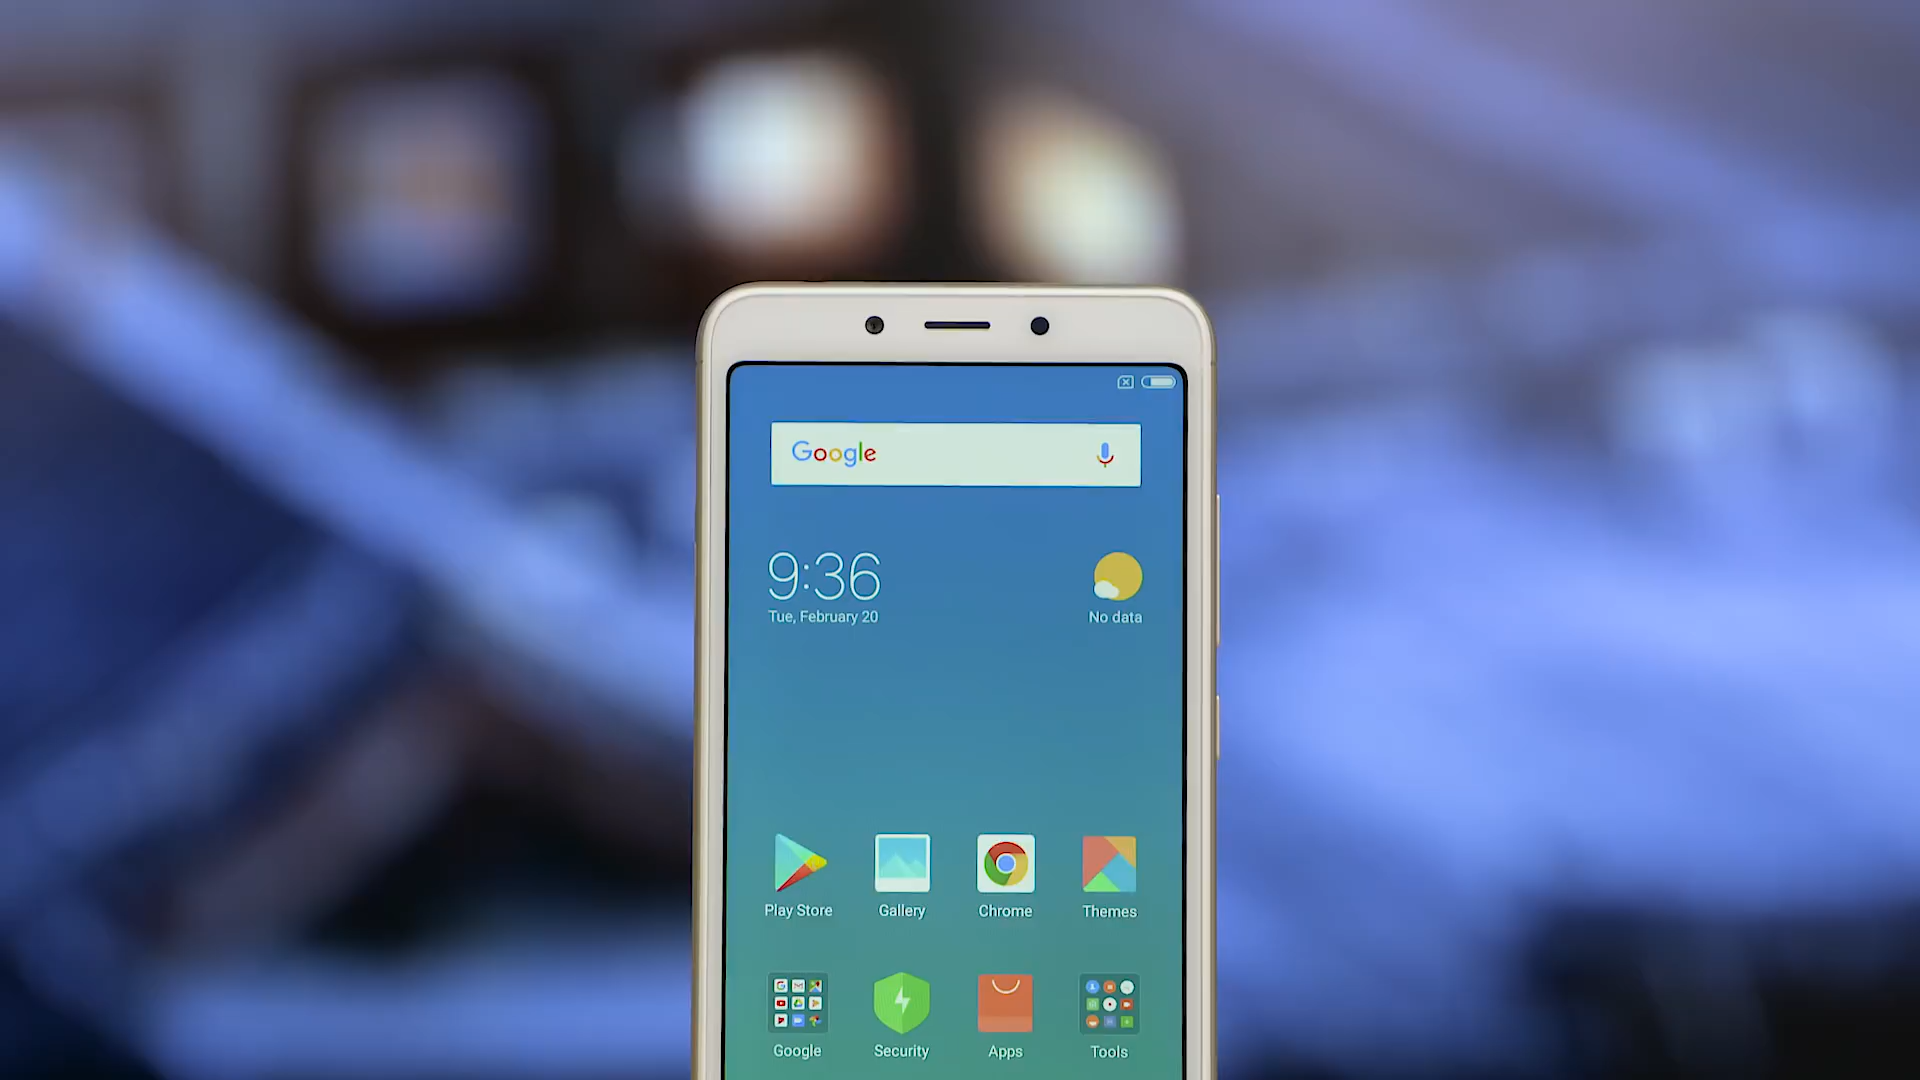 Google
9:36
Tue, February 20
No data
Play Store
Gallery
Chrome
Themes
Google
Security
Apps
Tools